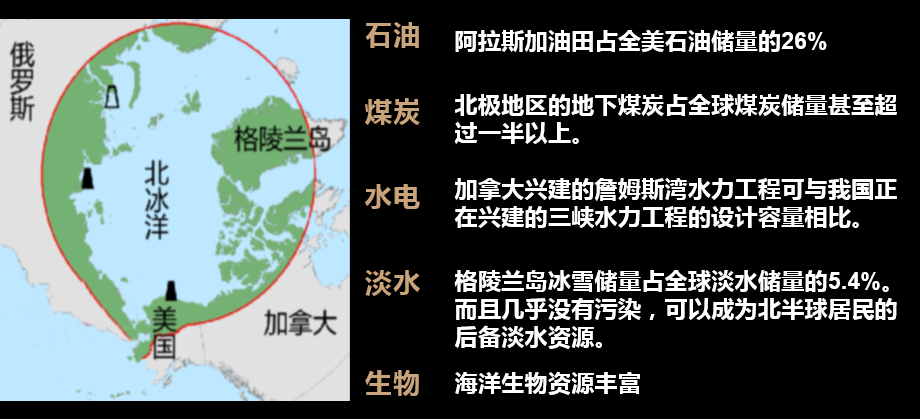 俄罗斯
格陵兰岛
北冰洋
美国
加拿大
石油
阿拉斯加油田占全美石油储量的26%
煤炭
北极地区的地下煤炭占全球煤炭储量甚至超
过一半以上。
水电
加拿大兴建的詹姆斯湾水力工程可与我国正
在兴建的三峡水力工程的设计容量相比。
淡水
格陵兰岛冰雪储量占全球淡水储量的5.4%。
而且几乎没有污染，可以成为北半球居民的
后备淡水资源。
生物
海洋生物资源丰富